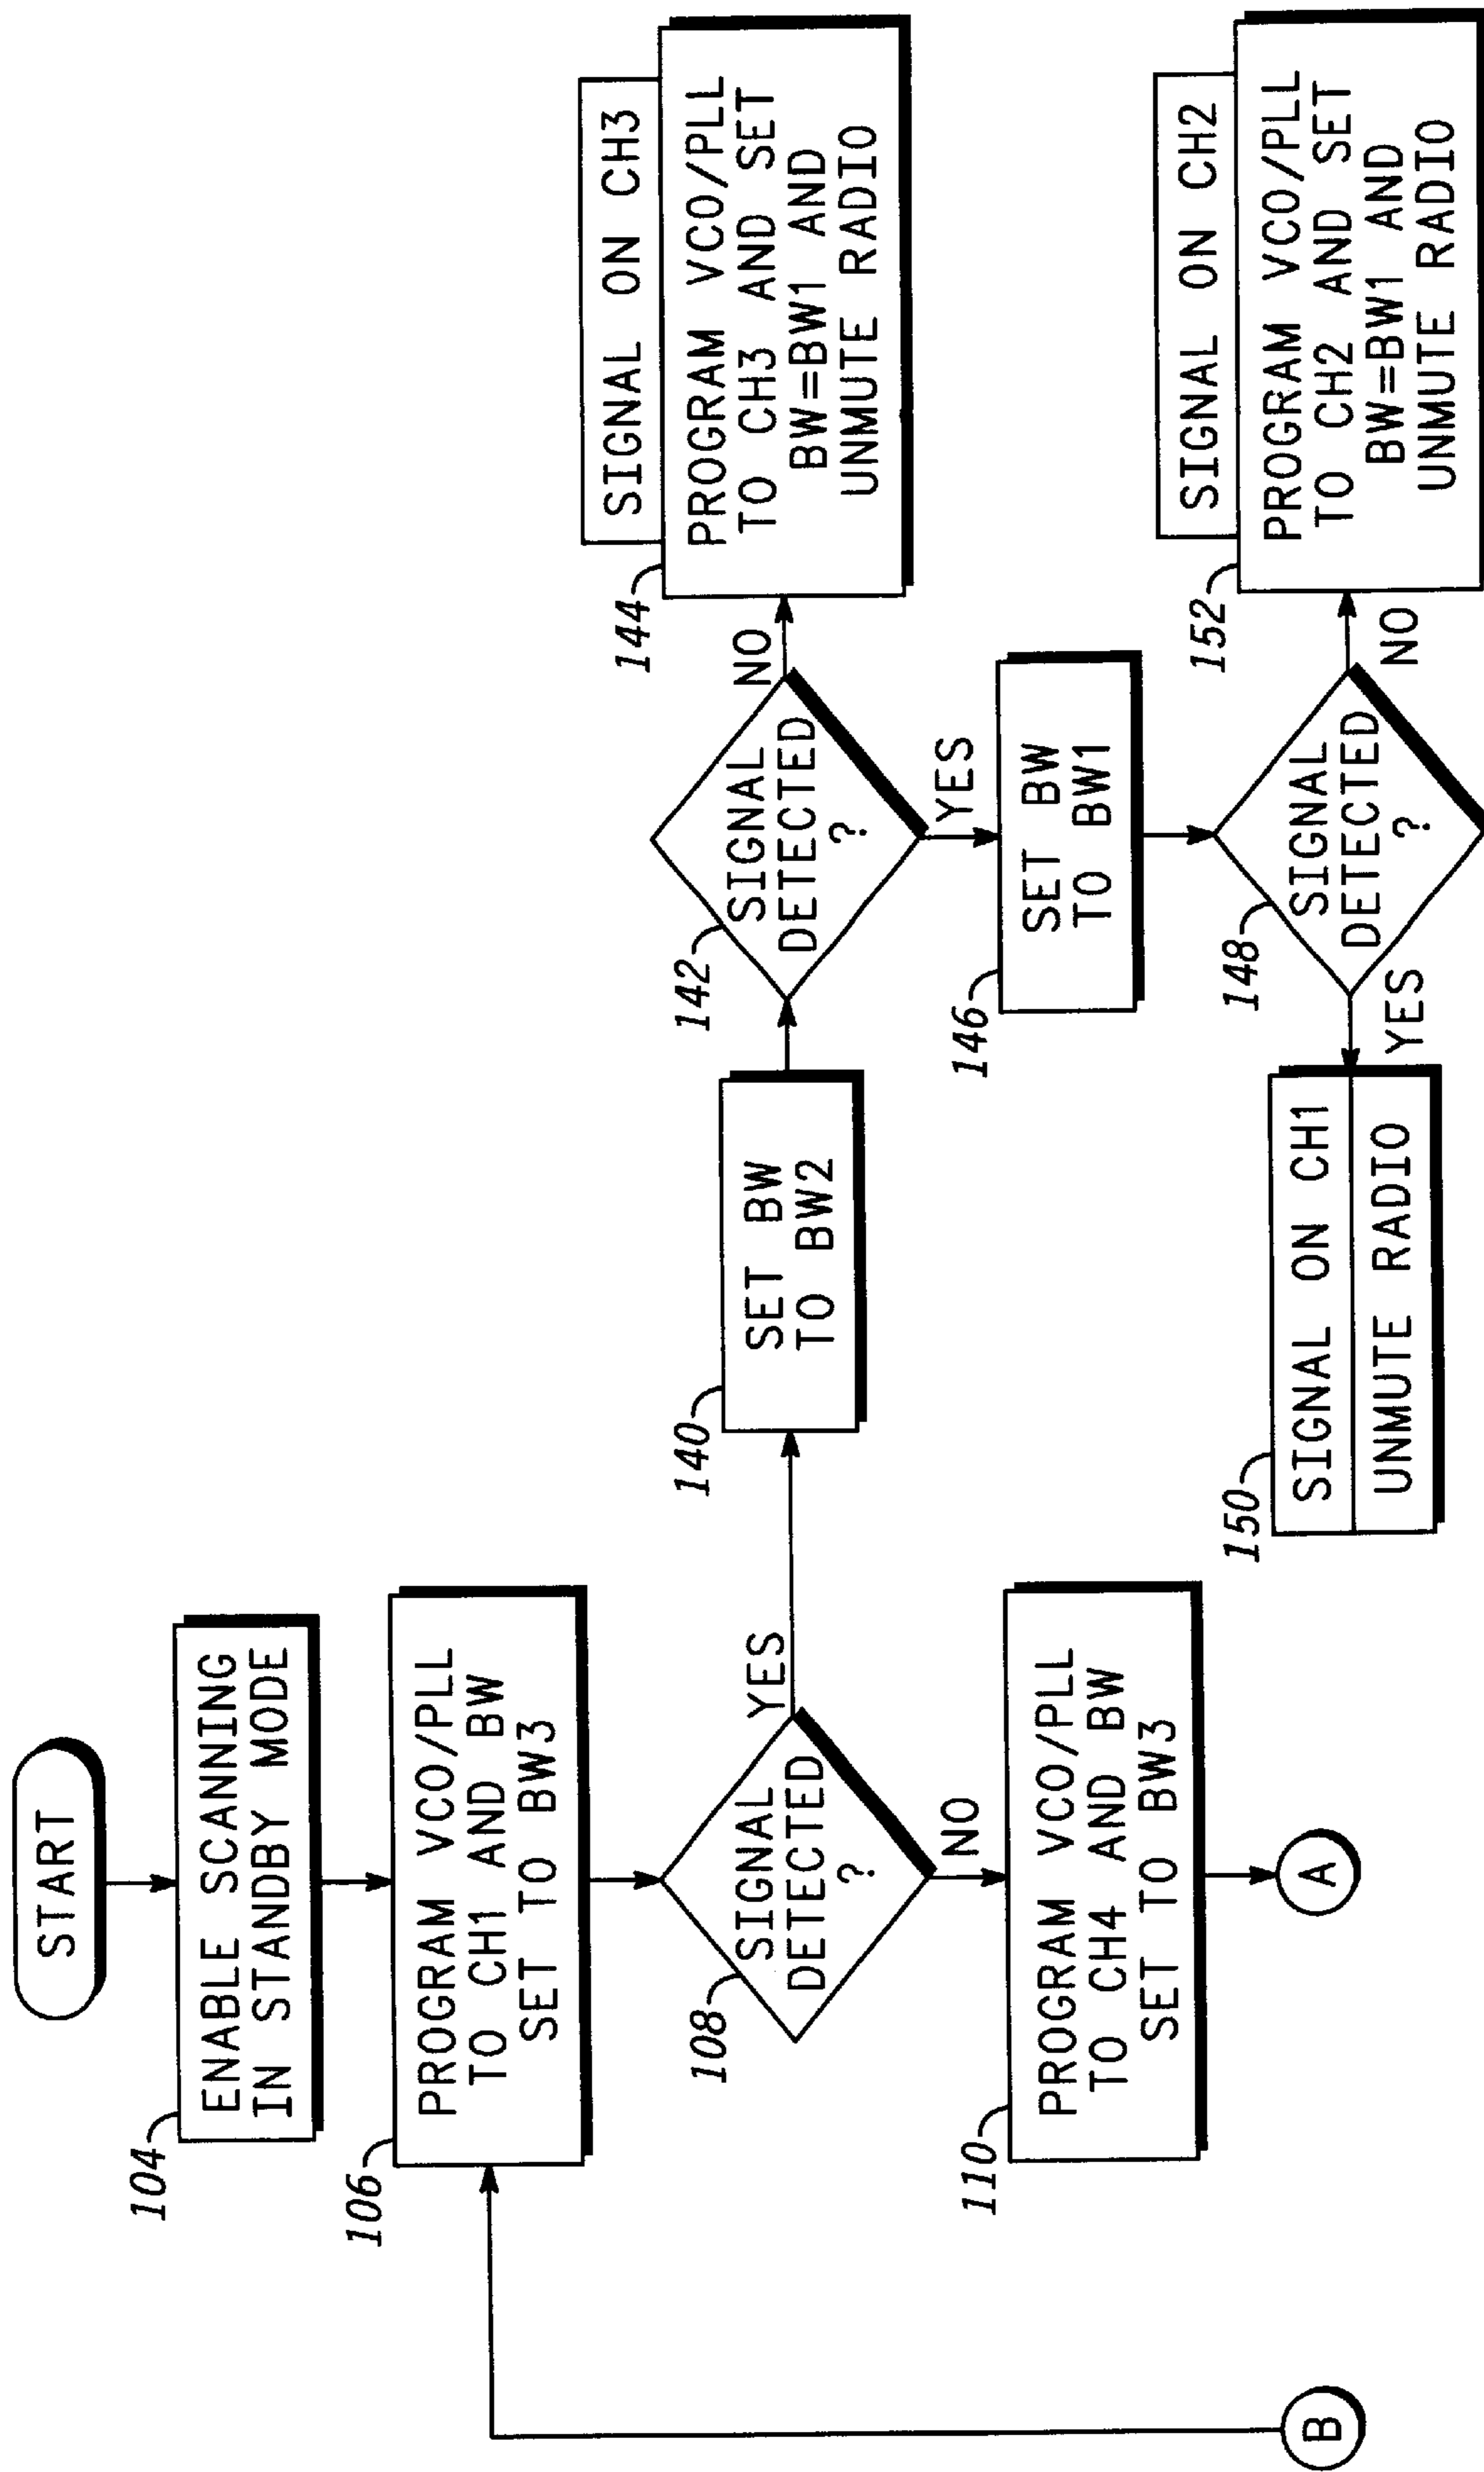 START
104
ENABLE SCANNING
IN STANDBY MODE
106
PROGRAM VCO/PLL
TO CH1 AND BW
SET TO BW3
108
SIGNAL
DETECTED
?
YES
NO
110
PROGRAM VCO/PLL
TO CH4 AND BW
SET TO BW3
A
B
140
SET BW
TO BW2
142
SIGNAL
DETECTED
?
NO
YES
144
SIGNAL ON CH3
PROGRAM VCO/PLL
TO CH3 AND SET
BW=BW1 AND
UNMUTE RADIO
146
SET BW
TO BW1
148
SIGNAL
DETECTED
?
YES
NO
150
SIGNAL ON CH1
UNMUTE RADIO
152
SIGNAL ON CH2
PROGRAM VCO/PLL
TO CH2 AND SET
BW=BW1 AND
UNMUTE RADIO